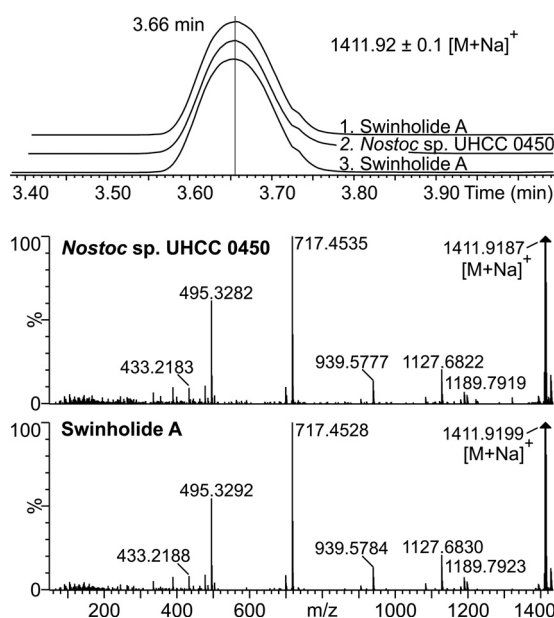 3.66 min
1411.92 ± 0.1 [M+Na]+
1. Swinholide A
2. Nostoc sp. UHCC 0450
3. Swinholide A
3.40 3.50 3.60 3.70 3.80 3.90 Time (min)
100
%
0
Nostoc sp. UHCC 0450
717.4535
1411.9187
[M+Na]+
495.3282
433.2183
939.5777
1127.6822
1189.7919
100
%
0
Swinholide A
717.4528
1411.9199
[M+Na]+
495.3292
433.2188
939.5784
1127.6830
1189.7923
200 400 600 m/z 1000 1200 1400